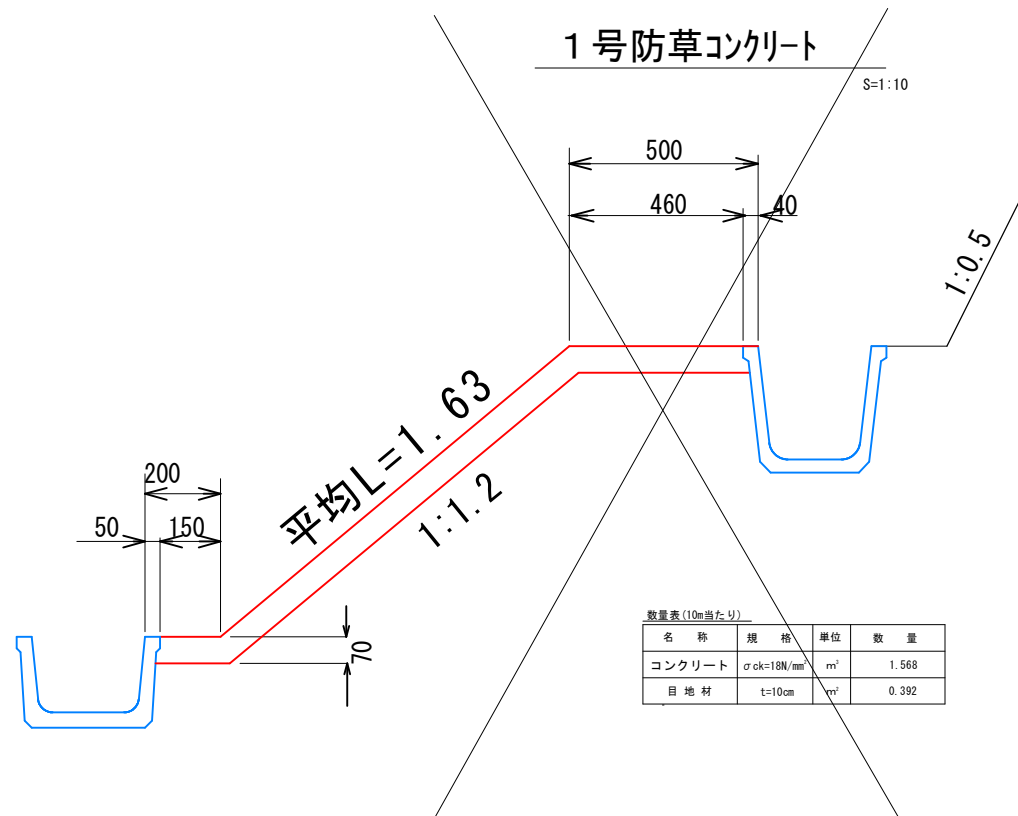 1号防草コンクリート
S=1:10
500
460
40
1:0.5
平均L=1.63
1:1.2
200
50
150
70
数量表(10m当たり)
名 称 規 格 単位 数 量
コンクリート σck=18N/mm² m³ 1.568
目地材 t=10cm m² 0.392